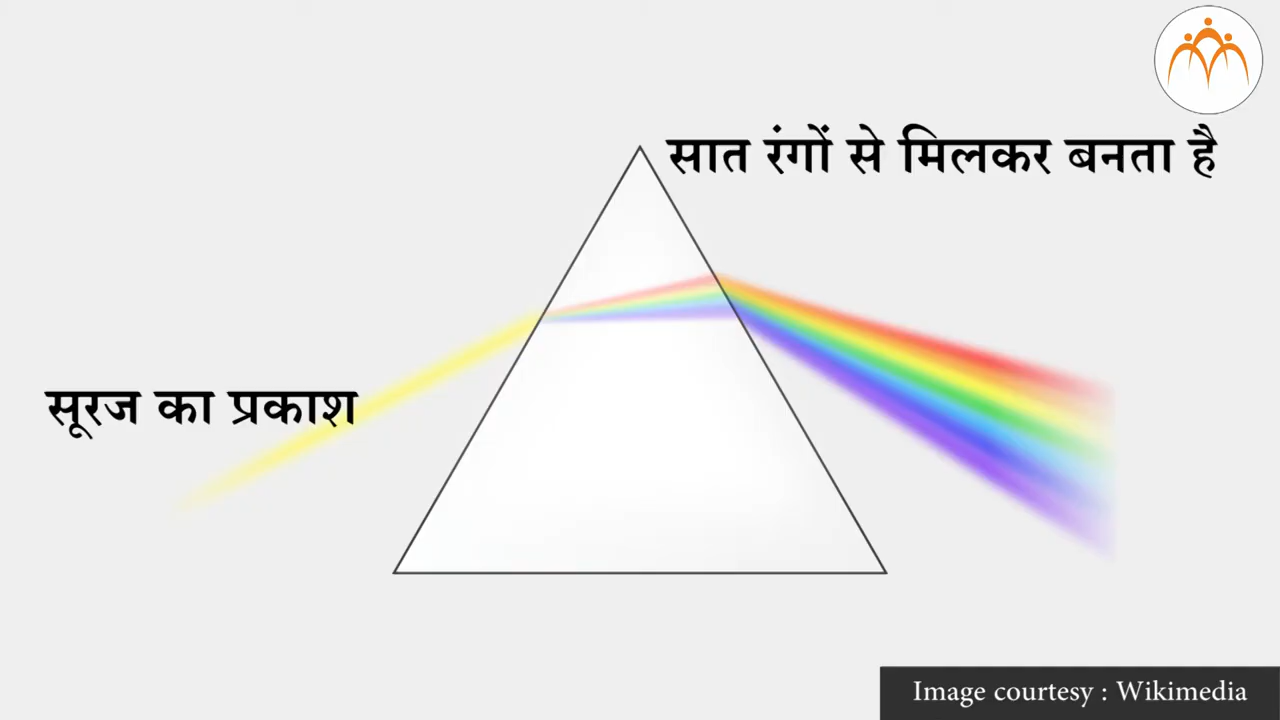 सात रंगों से मिलकर बनता है
सूरज का प्रकाश
Image courtesy : Wikimedia